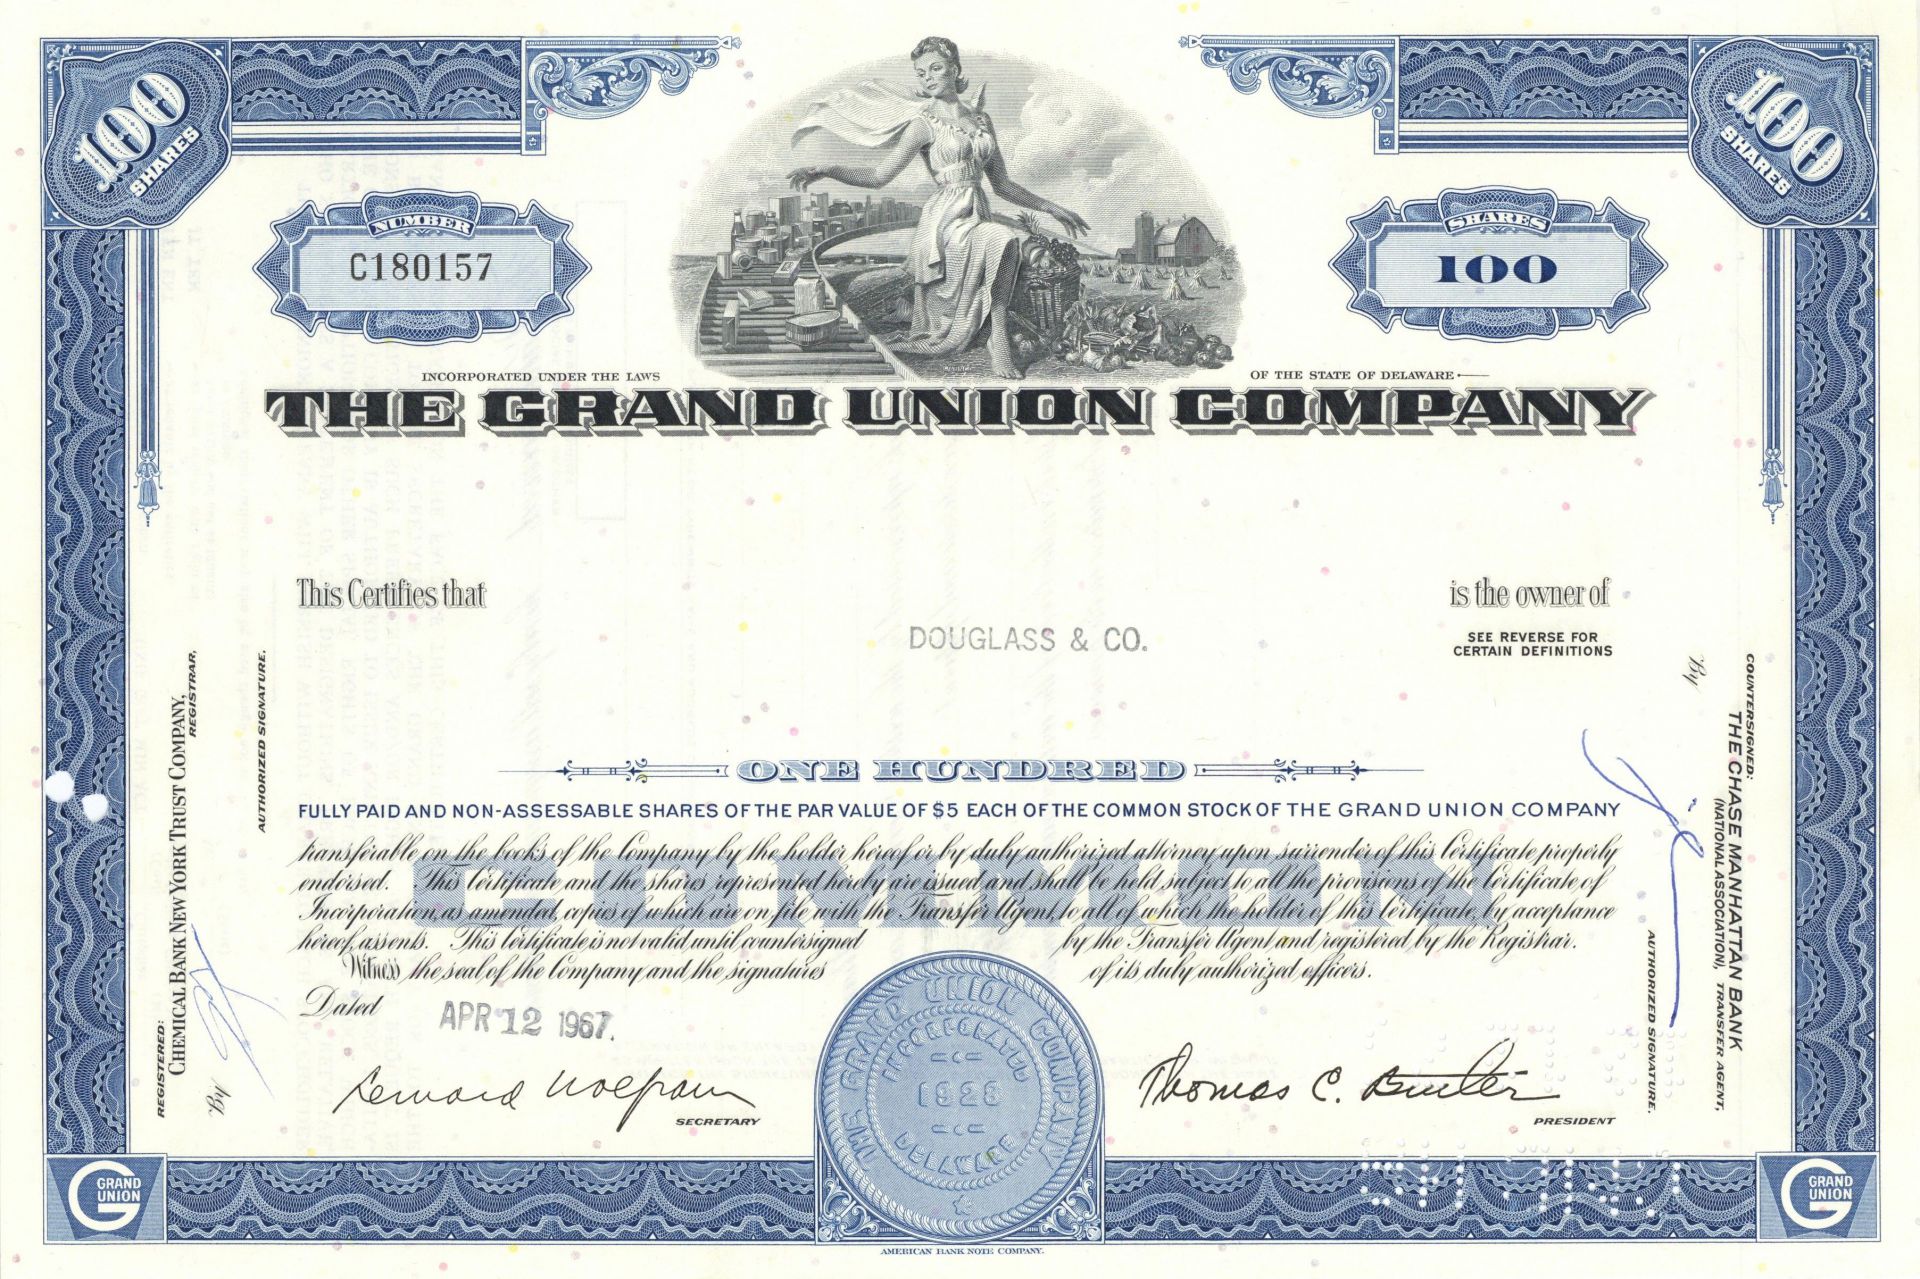 100 SHARES
100 SHARES
NUMBER
C180157
SHARES
100
INCORPORATED UNDER THE LAWS
OF THE STATE OF DELAWARE
THE GRAND UNION COMPANY
This Certifies that
is the owner of
DOUGLASS & CO.
SEE REVERSE FOR
CERTAIN DEFINITIONS
ONE HUNDRED
FULLY PAID AND NON-ASSESSABLE SHARES OF THE PAR VALUE OF $5 EACH OF THE COMMON STOCK OF THE GRAND UNION COMPANY
COMMON
transferable on the books of the Company by the holder hereof or by duly authorized attorney upon surrender of this Certificate properly
endorsed. This Certificate and the shares represented hereby are issued and shall be held subject to all the provisions of the Certificate of
Incorporation, as amended, copies of which are on file with the Transfer Agent, to all of which the holder of this Certificate, by acceptance
hereof, assents. This Certificate is not valid until countersigned by the Transfer Agent and registered by the Registrar.
Witness the seal of the Company and the signatures of its duly authorized officers.
Dated APR 12 1967.
SECRETARY
Thomas C. Butler
PRESIDENT
THE GRAND UNION COMPANY
INCORPORATED
1928
DELAWARE
REGISTERED:
CHEMICAL BANK NEW YORK TRUST COMPANY,
REGISTRAR,
By
AUTHORIZED SIGNATURE.
COUNTERSIGNED:
THE CHASE MANHATTAN BANK
(NATIONAL ASSOCIATION), TRANSFER AGENT,
By
AUTHORIZED SIGNATURE.
G GRAND UNION
G GRAND UNION
AMERICAN BANK NOTE COMPANY.